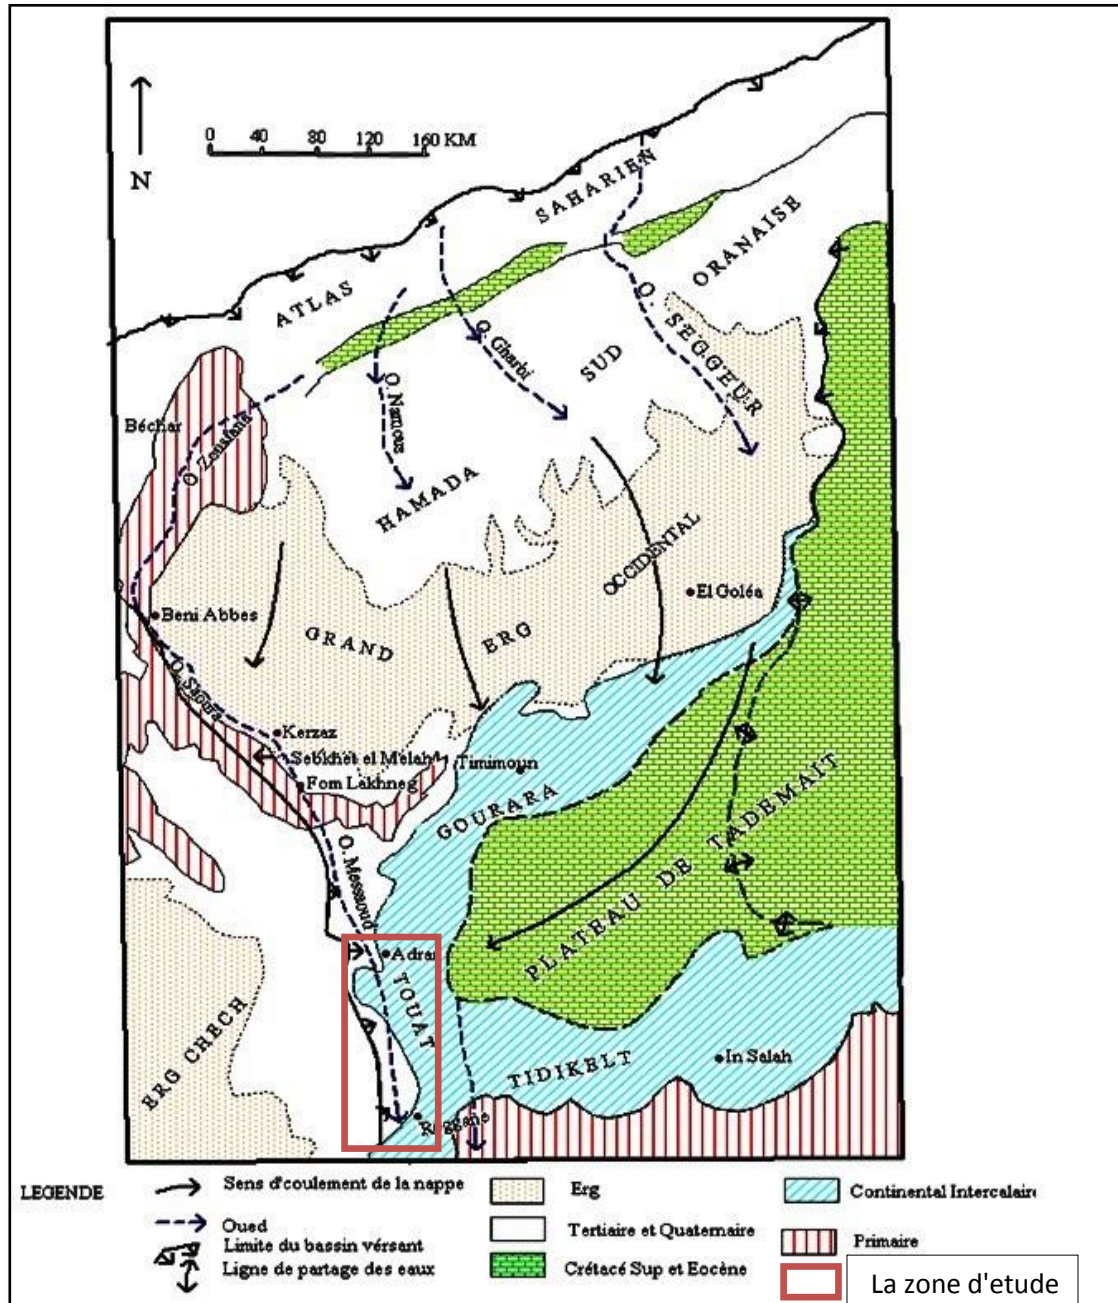 0 40 80 120 160 KM
N
SAHARIEN
ATLAS
ORANAISE
O. SEGGEUR
O. Gharbi
SUD
O. Namous
Béchar
O. Zousfana
HAMADA
OCCIDENTAL
El Goléa
Beni Abbes
GRAND
ERG
O. Saoura
Kerzaz
Sebkhet el Melah
Timimoun
Fom Lakhneg
GOURARA
PLATEAU DE TADEMAIT
O. Messaoud
Adrar
TOUAT
ERG CHECH
TIDIKELT
In Salah
Reggane
LEGENDE
Sens d'coulement de la nappe
Oued
Limite du bassin vérsant
Ligne de partage des eaux
Erg
Tertiaire et Quaternaire
Crétacé Sup et Eocène
Continental Intercalaire
Primaire
La zone d'etude